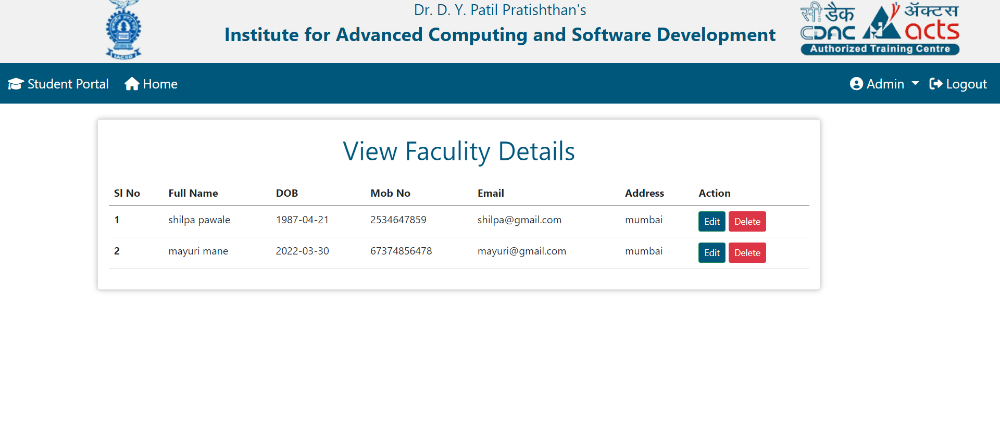 Dr. D. Y. Patil Pratishthan's
Institute for Advanced Computing and Software Development
IACSD
सी डैक
CDAC
ॲक्टस
acts
Authorized Training Centre
Student Portal Home Admin Logout
View Faculity Details
Sl No Full Name DOB Mob No Email Address Action
1 shilpa pawale 1987-04-21 2534647859 shilpa@gmail.com mumbai Edit Delete
2 mayuri mane 2022-03-30 67374856478 mayuri@gmail.com mumbai Edit Delete